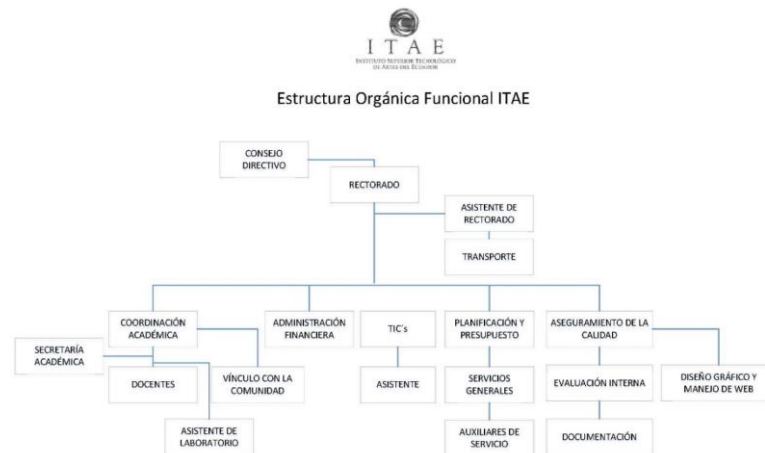 ITAE
INSTITUTO SUPERIOR TECNOLÓGICO
DE ARTES DEL ECUADOR
Estructura Orgánica Funcional ITAE
CONSEJO
DIRECTIVO
RECTORADO
ASISTENTE DE
RECTORADO
TRANSPORTE
COORDINACIÓN
ACADÉMICA
ADMINISTRACIÓN
FINANCIERA
TIC´s
PLANIFICACIÓN Y
PRESUPUESTO
ASEGURAMIENTO DE LA
CALIDAD
SECRETARÍA
ACADÉMICA
DOCENTES
VÍNCULO CON LA
COMUNIDAD
ASISTENTE
SERVICIOS
GENERALES
EVALUACIÓN INTERNA
DISEÑO GRÁFICO Y
MANEJO DE WEB
ASISTENTE DE
LABORATORIO
AUXILIARES DE
SERVICIO
DOCUMENTACIÓN